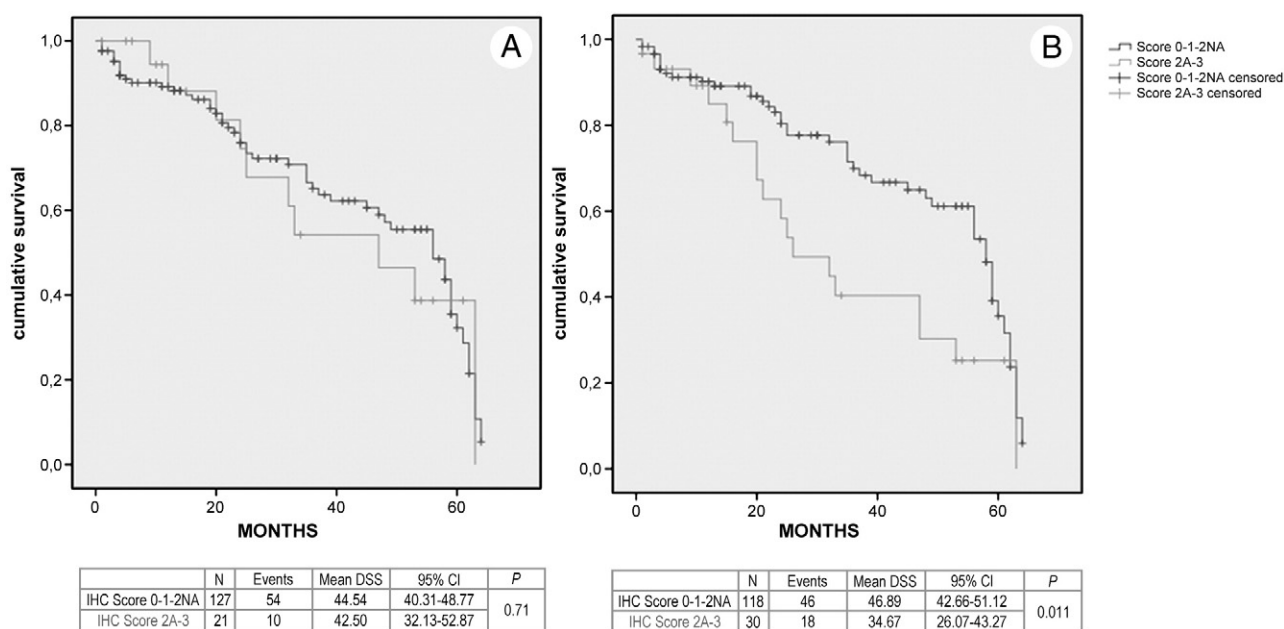 A
cumulative survival
1,0
0,8
0,6
0,4
0,2
0,0
0 20 40 60
MONTHS
B
cumulative survival
1,0
0,8
0,6
0,4
0,2
0,0
0 20 40 60
MONTHS
Score 0-1-2NA
Score 2A-3
Score 0-1-2NA censored
Score 2A-3 censored
N Events Mean DSS 95% CI P
IHC Score 0-1-2NA 127 54 44.54 40.31-48.77 0.71
IHC Score 2A-3 21 10 42.50 32.13-52.87
N Events Mean DSS 95% CI P
IHC Score 0-1-2NA 118 46 46.89 42.66-51.12 0.011
IHC Score 2A-3 30 18 34.67 26.07-43.27